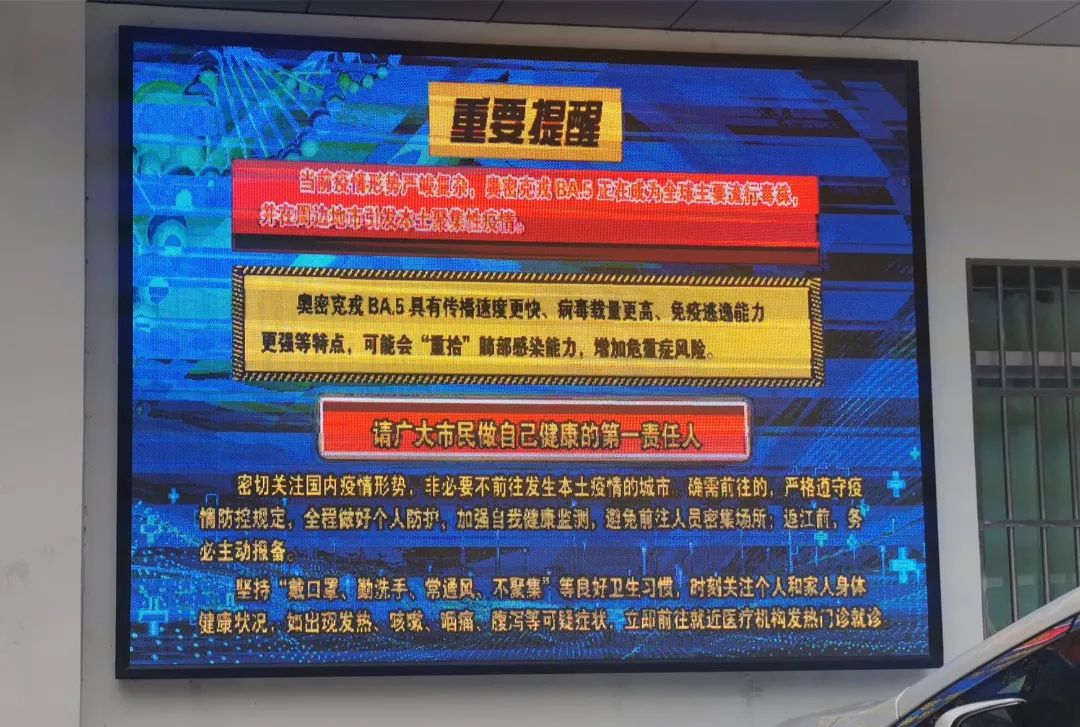 重要提醒
当前疫情形势严峻复杂，奥密克戎BA.5正在成为全球主要流行毒株，
并在周边地市引发本土聚集性疫情。
奥密克戎BA.5具有传播速度更快、病毒载量更高、免疫逃逸能力
更强等特点，可能会“重拾”肺部感染能力，增加危重症风险。
请广大市民做自己健康的第一责任人
密切关注国内疫情形势，非必要不前往发生本土疫情的城市。确需前往的，严格遵守疫
情防控规定，全程做好个人防护、加强自我健康监测，避免前往人员密集场所；返江前，务
必主动报备。
坚持“戴口罩、勤洗手、常通风、不聚集”等良好卫生习惯，时刻关注个人和家人身体
健康状况，如出现发热、咳嗽、咽痛、腹泻等可疑症状，立即前往就近医疗机构发热门诊就诊。